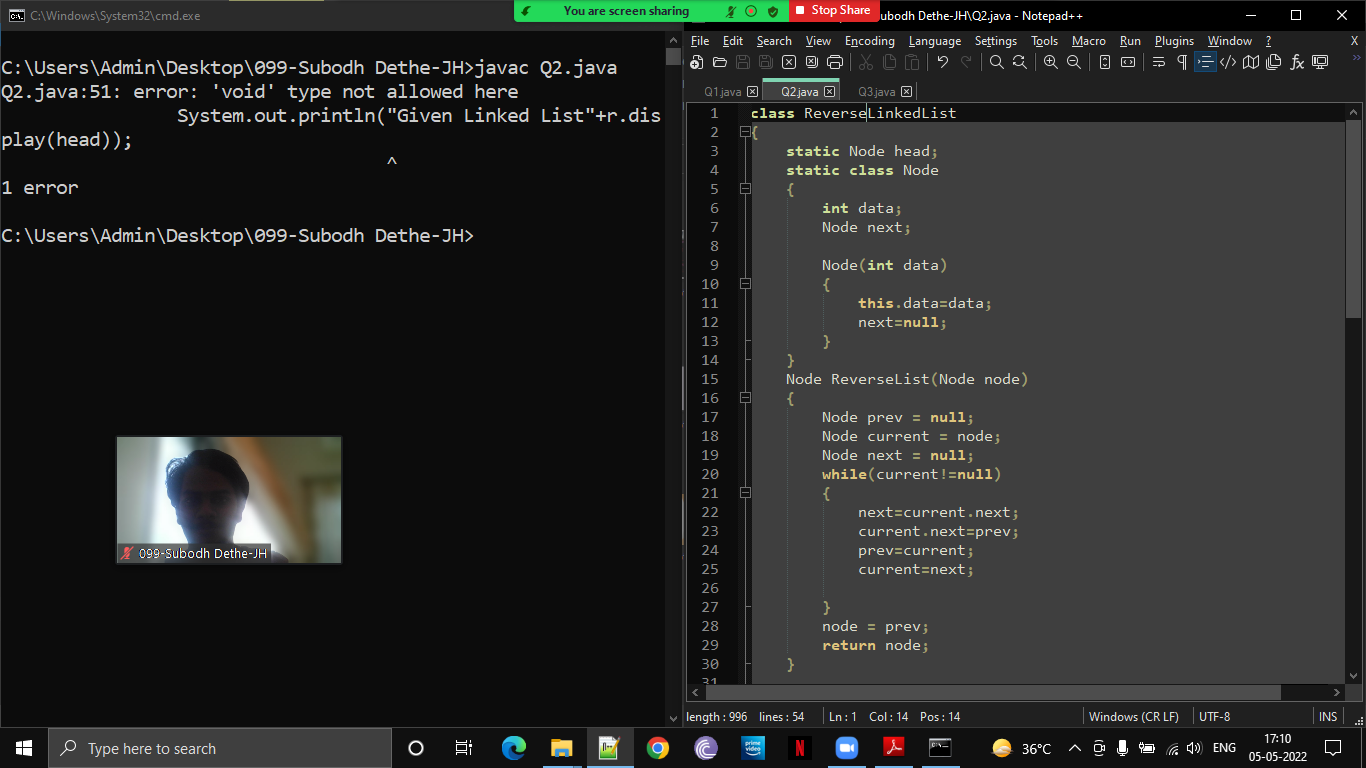 C:\Windows\System32\cmd.exe
You are screen sharing
Stop Share
Subodh Dethe-JH\Q2.java - Notepad++
C:\Users\Admin\Desktop\099-Subodh Dethe-JH>javac Q2.java
Q2.java:51: error: 'void' type not allowed here
System.out.println("Given Linked List"+r.dis
play(head));
^
1 error
C:\Users\Admin\Desktop\099-Subodh Dethe-JH>
099-Subodh Dethe-JH
File Edit Search View Encoding Language Settings Tools Macro Run Plugins Window ? X
Q1.java Q2.java Q3.java
1 class ReverseLinkedList
2 {
3 static Node head;
4 static class Node
5 {
6 int data;
7 Node next;
8
9 Node(int data)
10 {
11 this.data=data;
12 next=null;
13 }
14 }
15 Node ReverseList(Node node)
16 {
17 Node prev = null;
18 Node current = node;
19 Node next = null;
20 while(current!=null)
21 {
22 next=current.next;
23 current.next=prev;
24 prev=current;
25 current=next;
26
27 }
28 node = prev;
29 return node;
30 }
31
length : 996 lines : 54 Ln : 1 Col : 14 Pos : 14 Windows (CR LF) UTF-8 INS
Type here to search
prime video
N
36°C
ENG
17:10
05-05-2022